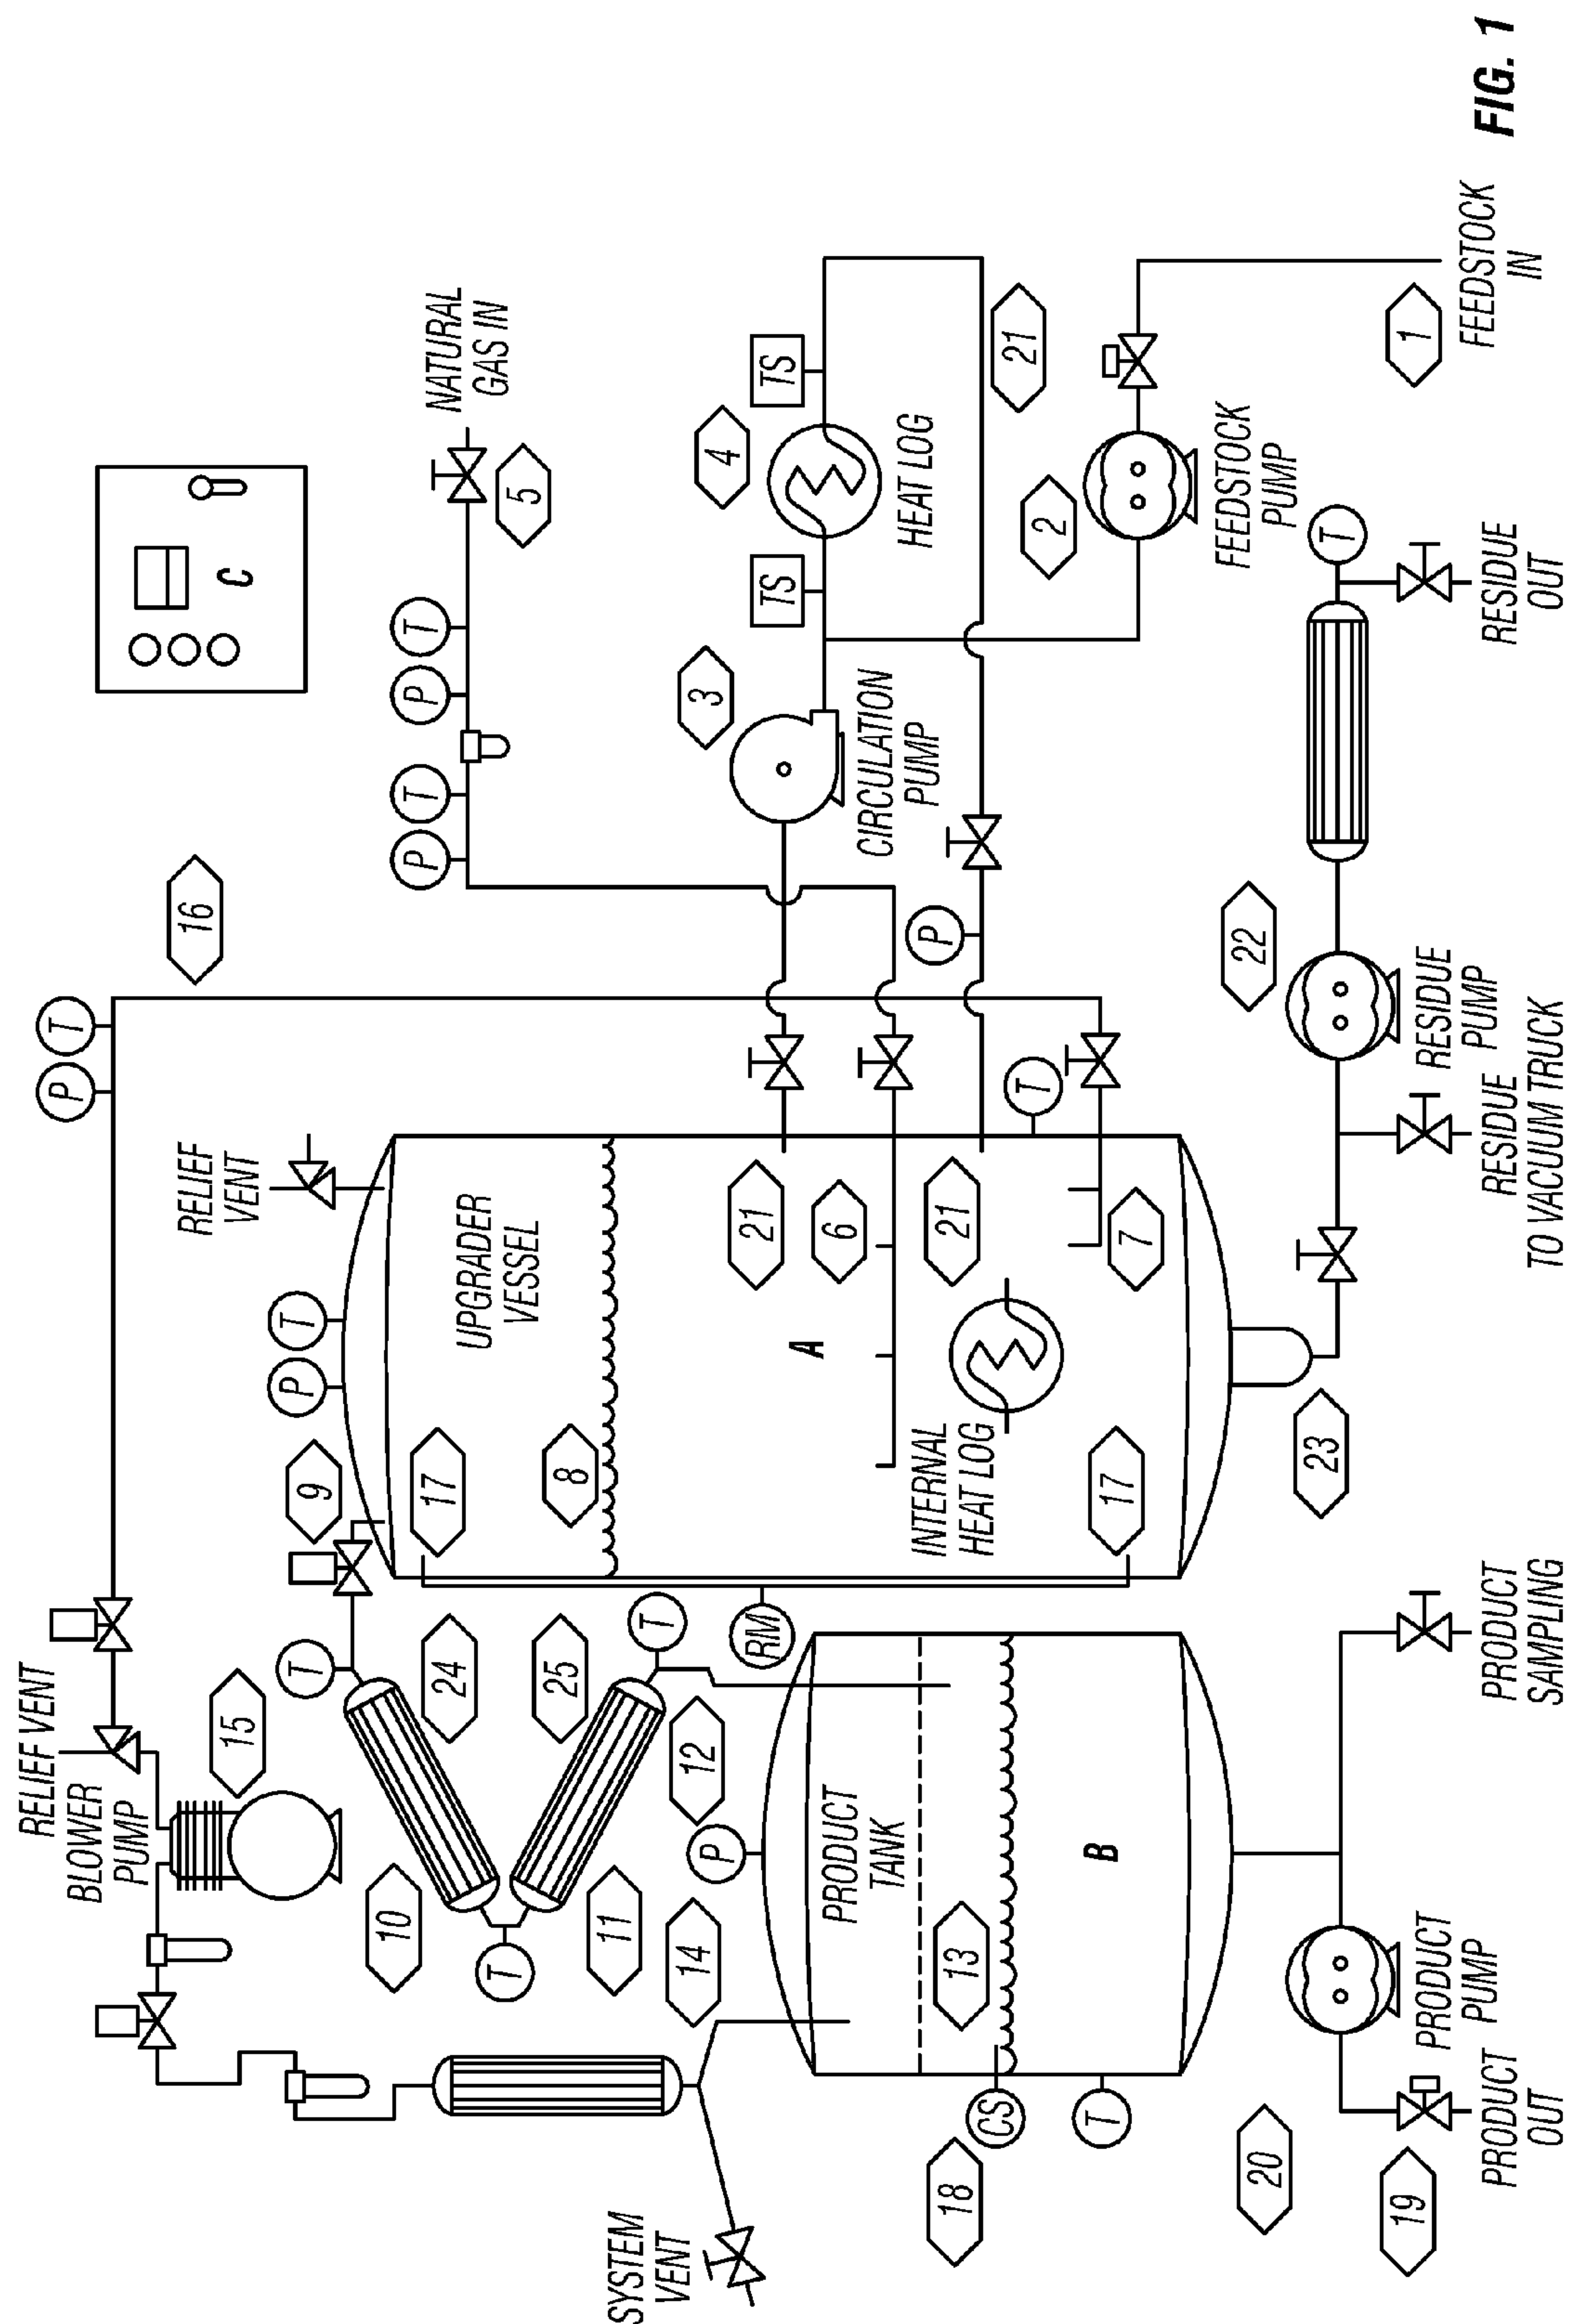 RELIEF VENT
BLOWER
PUMP
15
16
P
T
C
RELIEF
VENT
P
T
9
T
10
24
17
UPGRADER
VESSEL
P
T
P
T
NATURAL
GAS IN
5
T
11
25
T
8
SYSTEM
VENT
14
12
P
RM
21
A
6
3
CIRCULATION
PUMP
TS
4
TS
HEAT LOG
PRODUCT
TANK
13
CS
18
T
B
INTERNAL
HEAT LOG
21
P
21
T
7
17
2
FEEDSTOCK
PUMP
20
19
PRODUCT
PUMP
PRODUCT
OUT
PRODUCT
SAMPLING
23
22
RESIDUE
PUMP
RESIDUE
TO VACUUM TRUCK
T
RESIDUE
OUT
1
FEEDSTOCK
IN
FIG. 1